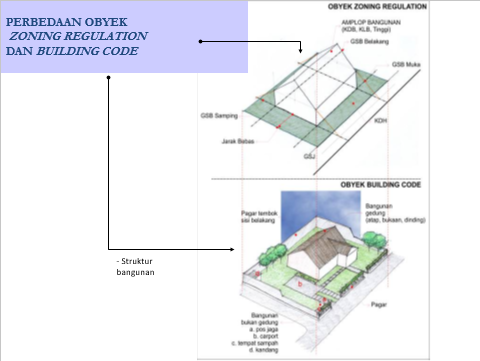 PERBEDAAN OBYEK
ZONING REGULATION
DAN BUILDING CODE
OBYEK ZONING REGULATION
AMPLOP BANGUNAN
(KDB, KLB, Tinggi)
GSB Belakang
GSB Muka
GSB Samping
KDH
Jarak Bebas
GSJ
OBYEK BUILDING CODE
Pagar tembok
sisi belakang
Bangunan
gedung
(atap, bukaan, dinding)
- Struktur
bangunan
Pagar
Bangunan
bukan gedung
a. pos jaga
b. carport
c. tempat sampah
d. kandang